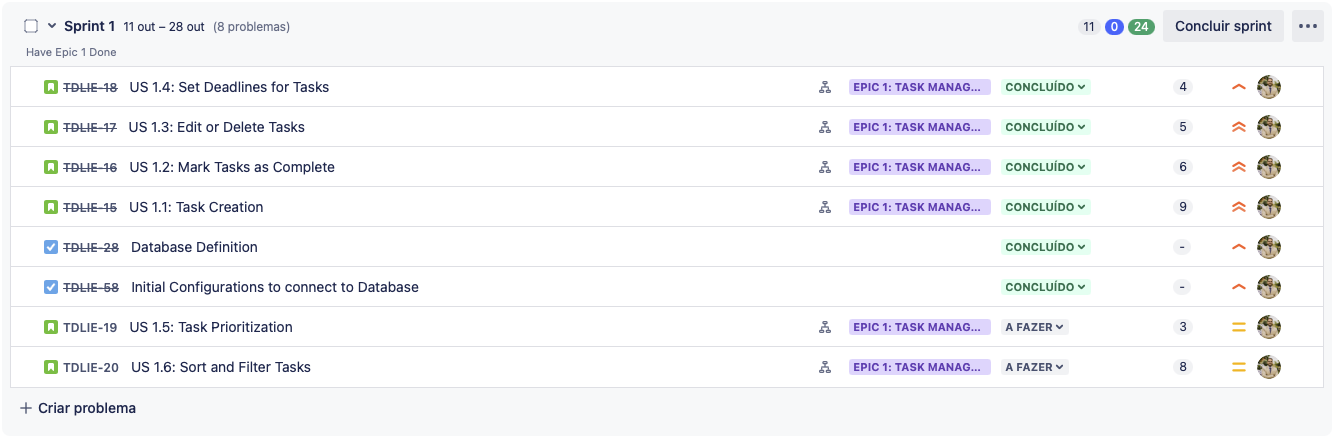 Sprint 1 11 out – 28 out (8 problemas) 11 0 24 Concluir sprint
Have Epic 1 Done
TDLIE-18 US 1.4: Set Deadlines for Tasks EPIC 1: TASK MANAG... CONCLUÍDO 4
TDLIE-17 US 1.3: Edit or Delete Tasks EPIC 1: TASK MANAG... CONCLUÍDO 5
TDLIE-16 US 1.2: Mark Tasks as Complete EPIC 1: TASK MANAG... CONCLUÍDO 6
TDLIE-15 US 1.1: Task Creation EPIC 1: TASK MANAG... CONCLUÍDO 9
TDLIE-28 Database Definition CONCLUÍDO -
TDLIE-58 Initial Configurations to connect to Database CONCLUÍDO -
TDLIE-19 US 1.5: Task Prioritization EPIC 1: TASK MANAG... A FAZER 3
TDLIE-20 US 1.6: Sort and Filter Tasks EPIC 1: TASK MANAG... A FAZER 8
+ Criar problema